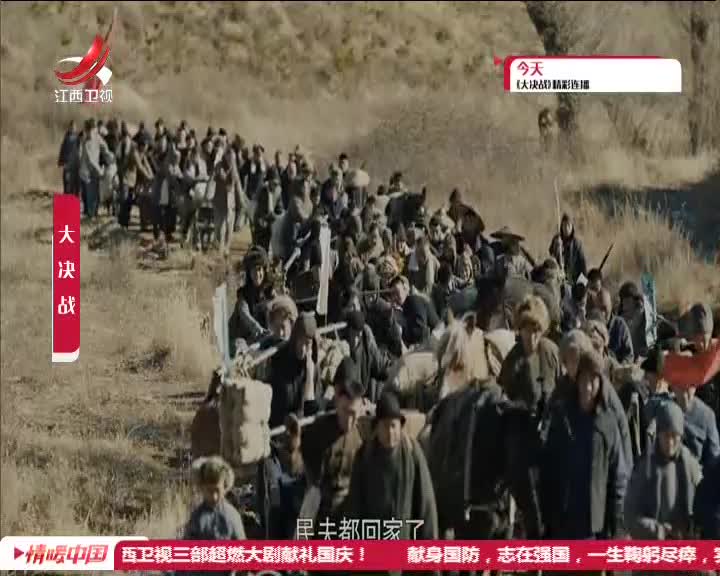 江西卫视
今天
《大决战》精彩连播
大决战
民夫都回家了
情暖中国
西卫视三部超燃大剧献礼国庆！ 献身国防，志在强国，一生鞠躬尽瘁，